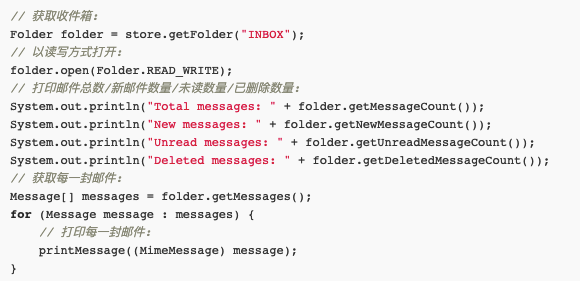 // 获取收件箱:
Folder folder = store.getFolder("INBOX");
// 以读写方式打开:
folder.open(Folder.READ_WRITE);
// 打印邮件总数/新邮件数量/未读数量/已删除数量:
System.out.println("Total messages: " + folder.getMessageCount());
System.out.println("New messages: " + folder.getNewMessageCount());
System.out.println("Unread messages: " + folder.getUnreadMessageCount());
System.out.println("Deleted messages: " + folder.getDeletedMessageCount());
// 获取每一封邮件:
Message[] messages = folder.getMessages();
for (Message message : messages) {
    // 打印每一封邮件:
    printMessage((MimeMessage) message);
}